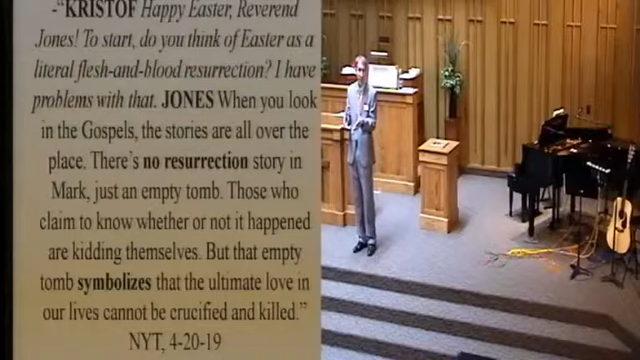 -“KRISTOF Happy Easter, Reverend
Jones! To start, do you think of Easter as a
literal flesh-and-blood resurrection? I have
problems with that. JONES When you look
in the Gospels, the stories are all over the
place. There’s no resurrection story in
Mark, just an empty tomb. Those who
claim to know whether or not it happened
are kidding themselves. But that empty
tomb symbolizes that the ultimate love in
our lives cannot be crucified and killed.”
NYT, 4-20-19